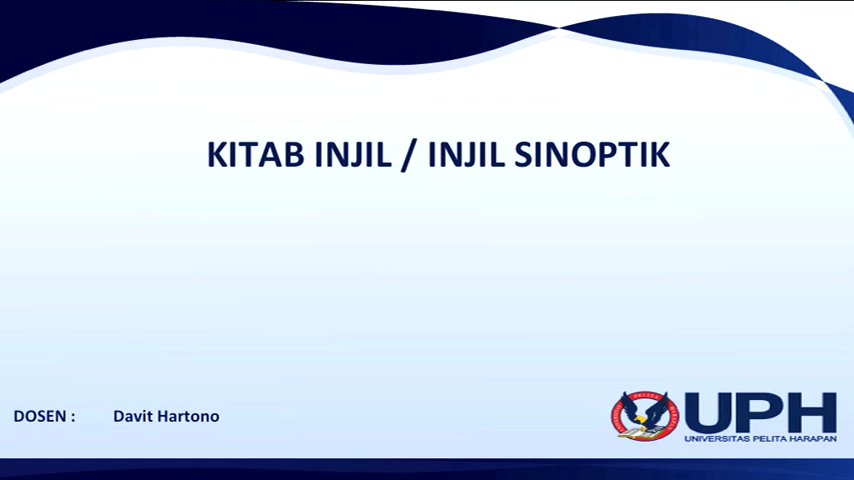 KITAB INJIL / INJIL SINOPTIK
DOSEN : Davit Hartono
UPH
UNIVERSITAS PELITA HARAPAN